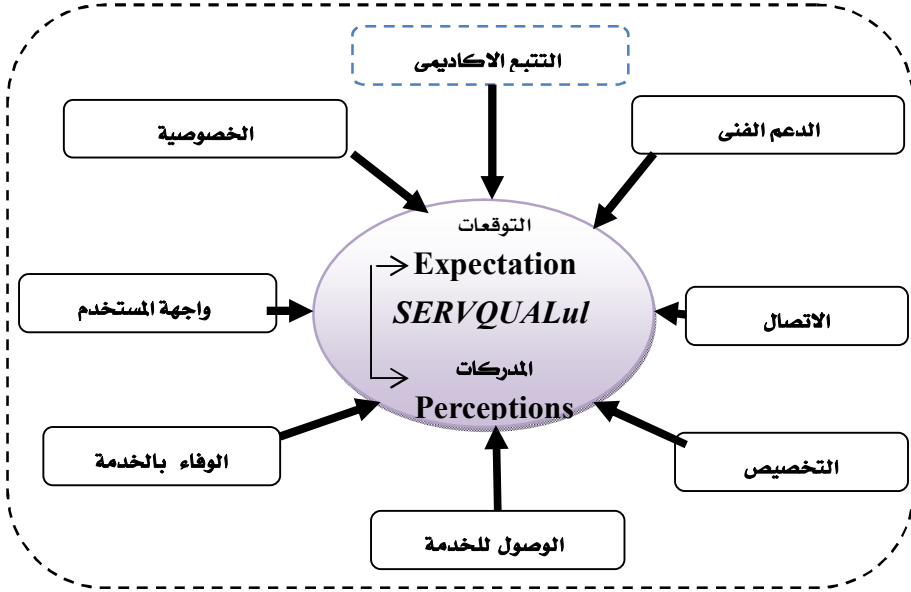 التتبع الاكاديمى
الخصوصية
الدعم الفنى
التوقعات
Expectation
واجهة المستخدم
SERVQUALul
الاتصال
المدركات
Perceptions
الوفاء بالخدمة
التخصيص
الوصول للخدمة